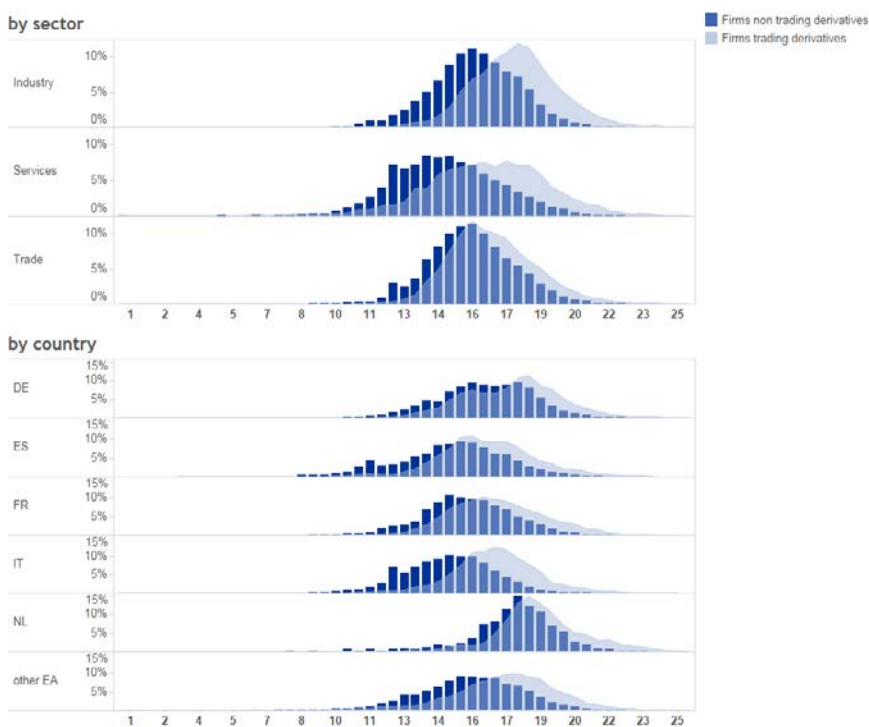 by sector
Firms non trading derivatives
Firms trading derivatives
Industry
10%
5%
0%
Services
10%
5%
0%
Trade
10%
5%
0%
1 2 4 5 7 8 10 11 13 14 16 17 19 20 22 23 25
by country
DE
15%
10%
5%
ES
15%
10%
5%
FR
15%
10%
5%
IT
15%
10%
5%
NL
15%
10%
5%
other EA
15%
10%
5%
1 2 4 5 7 8 10 11 13 14 16 17 19 20 22 23 25